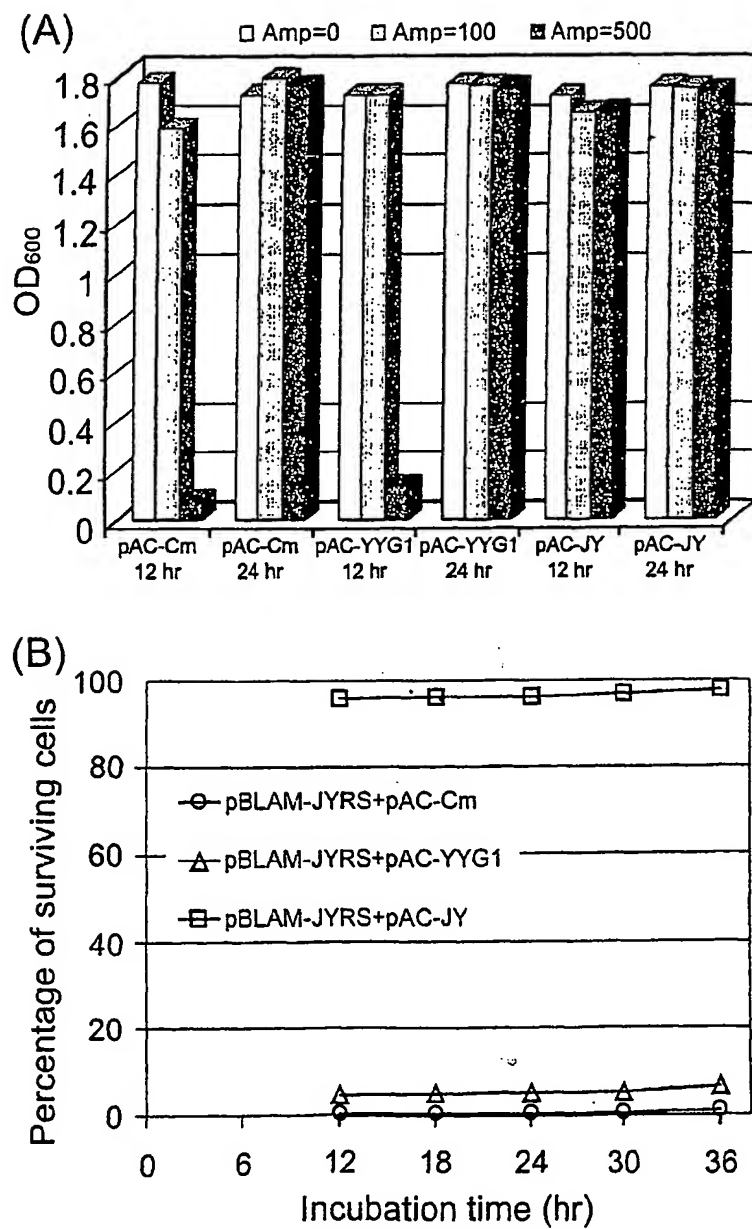 (A)
Amp=0 Amp=100 Amp=500
OD600
1.8
1.6
1.4
1.2
1
0.8
0.6
0.4
0.2
0
pAC-Cm pAC-Cm pAC-YYG1 pAC-YYG1 pAC-JY pAC-JY
12 hr 24 hr 12 hr 24 hr 12 hr 24 hr
(B)
Percentage of surviving cells
100
80
60
40
20
0
pBLAM-JYRS+pAC-Cm
pBLAM-JYRS+pAC-YYG1
pBLAM-JYRS+pAC-JY
0 6 12 18 24 30 36
Incubation time (hr)